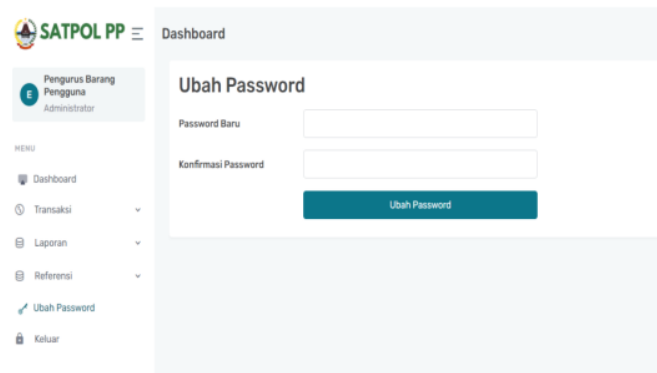 SATPOL PP
Dashboard
E
Pengurus Barang
Pengguna
Administrator
MENU
Dashboard
Transaksi
Laporan
Referensi
Ubah Password
Keluar
Ubah Password
Password Baru
Konfirmasi Password
Ubah Password